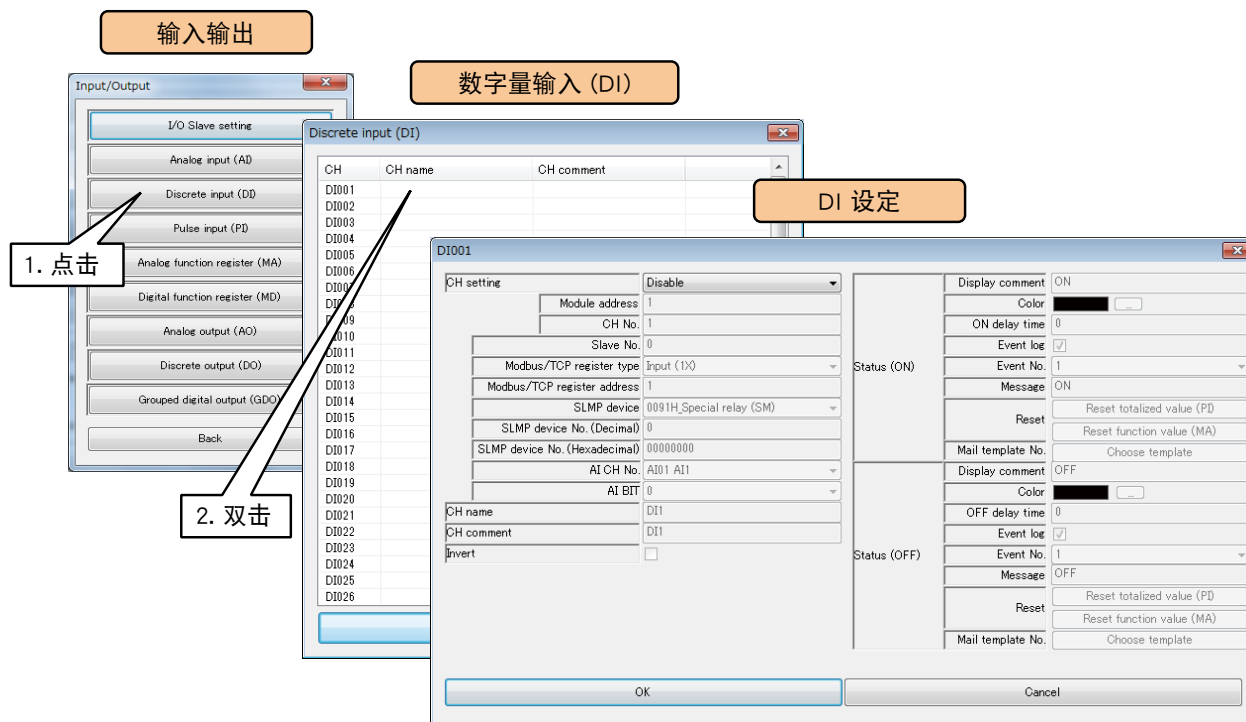 输入输出
Input/Output
I/O Slave setting
Analog input (AI)
Discrete input (DI)
Pulse input (PI)
Analog function register (MA)
Digital function register (MD)
Analog output (AO)
Discrete output (DO)
Grouped digital output (GDO)
Back
1. 点击
数字量输入 (DI)
Discrete input (DI)
CH CH name CH comment
DI001
DI002
DI003
DI004
DI005
DI006
DI007
DI009
DI010
DI011
DI012
DI013
DI014
DI015
DI016
DI017
DI018
DI019
DI020
DI021
DI022
DI023
DI024
DI025
DI026
2. 双击
DI 设定
DI001
CH setting Disable
Module address 1
CH No. 1
Slave No. 0
Modbus/TCP register type Input (1X)
Modbus/TCP register address 1
SLMP device 0091H_Special relay (SM)
SLMP device No. (Decimal) 0
SLMP device No. (Hexadecimal) 00000000
AI CH No. AI01 AI1
AI BIT 0
CH name DI1
CH comment DI1
Invert
Status (ON)
Display comment ON
Color ...
ON delay time 0
Event log
Event No. 1
Message ON
Reset
Reset totalized value (PI)
Reset function value (MA)
Mail template No. Choose template
Status (OFF)
Display comment OFF
Color ...
OFF delay time 0
Event log
Event No. 1
Message OFF
Reset
Reset totalized value (PI)
Reset function value (MA)
Mail template No. Choose template
OK
Cancel